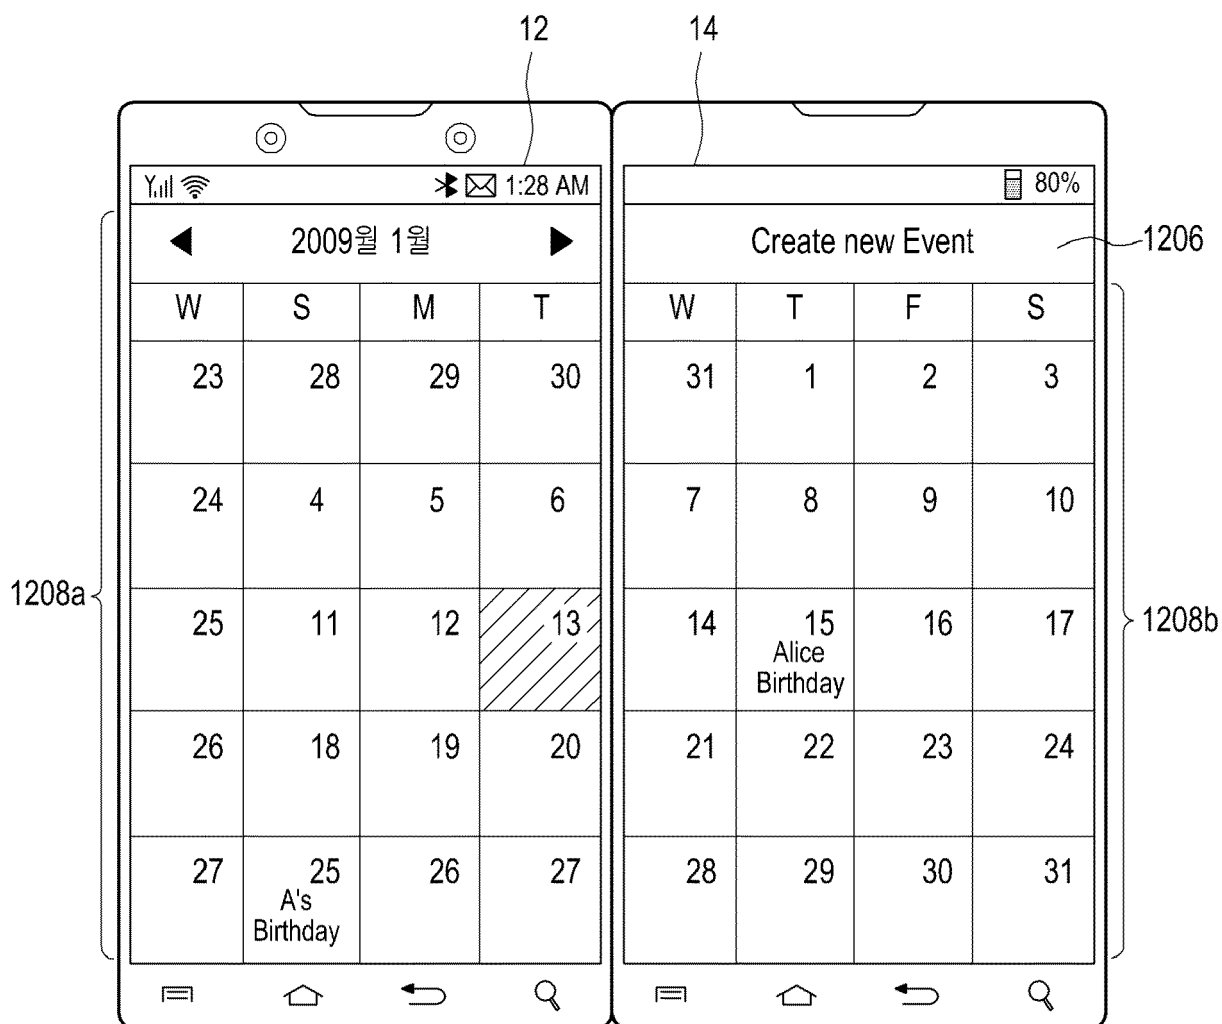 12 14
1:28 AM 80%
2009월 1월 Create new Event 1206
W S M T W T F S
23 28 29 30 31 1 2 3
24 4 5 6 7 8 9 10
1208a 25 11 12 13 14 15 16 17 1208b
Alice
Birthday
26 18 19 20 21 22 23 24
27 25 26 27 28 29 30 31
A's
Birthday